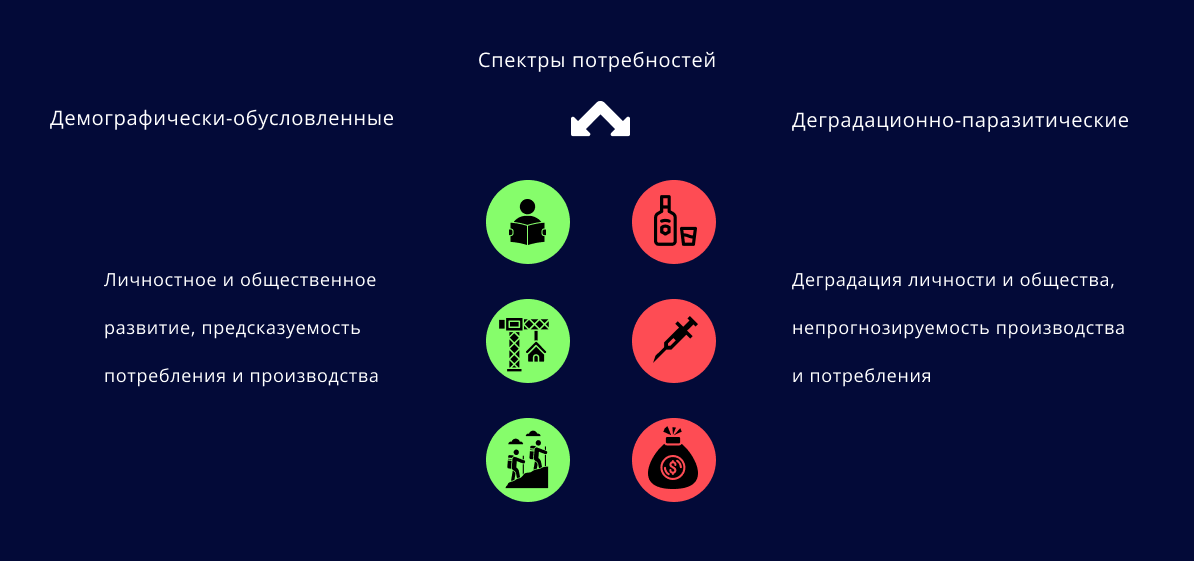 Спектры потребностей
Демографически-обусловленные
Деградационно-паразитические
Личностное и общественное
развитие, предсказуемость
потребления и производства
Деградация личности и общества,
непрогнозируемость производства
и потребления